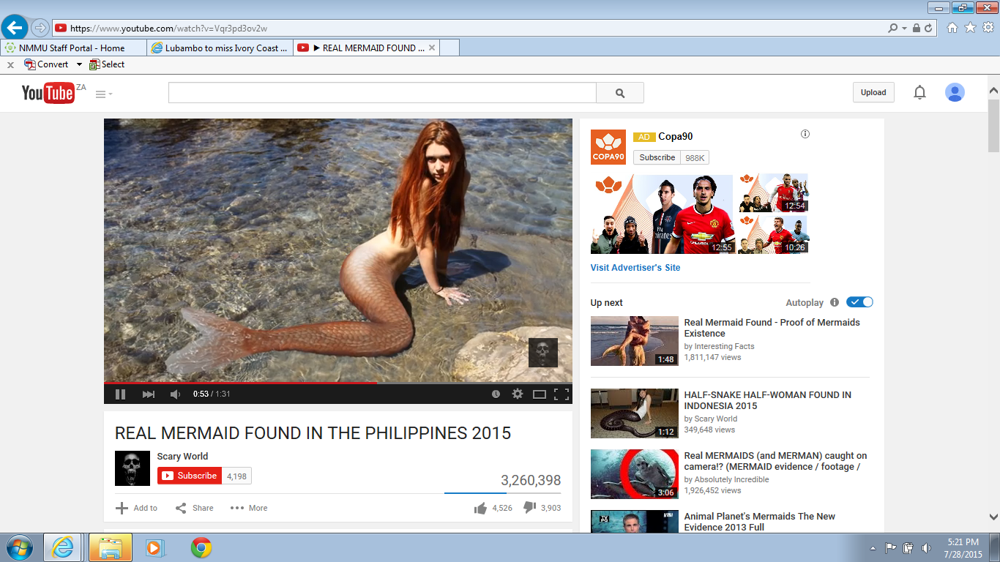 https://www.youtube.com/watch?v=Vqr3pd3ov2w
NMMU Staff Portal - Home
Lubambo to miss Ivory Coast ...
REAL MERMAID FOUND ...
Convert
Select
YouTube ZA
Upload
COPA90
AD Copa90
Subscribe 988K
12:55
12:54
10:26
Visit Advertiser's Site
Up next
Autoplay
Real Mermaid Found - Proof of Mermaids
Existence
by Interesting Facts
1,811,147 views
1:48
HALF-SNAKE HALF-WOMAN FOUND IN
INDONESIA 2015
by Scary World
349,648 views
1:12
Real MERMAIDS (and MERMAN) caught on
camera!? (MERMAID evidence / footage /
by Absolutely Incredible
1,926,452 views
3:06
Animal Planet's Mermaids The New
Evidence 2013 Full
TV
PG
0:53 / 1:31
REAL MERMAID FOUND IN THE PHILIPPINES 2015
Scary World
Subscribe 4,198
3,260,398
Add to
Share
More
4,526
3,903
5:21 PM
7/28/2015